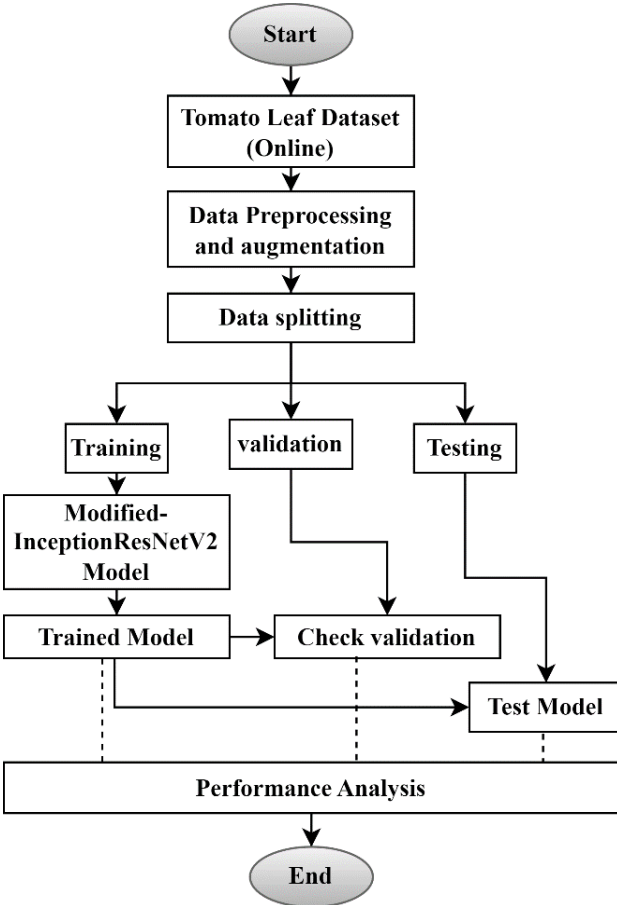 Start
Tomato Leaf Dataset
(Online)
Data Preprocessing
and augmentation
Data splitting
Training
validation
Testing
Modified-
InceptionResNetV2
Model
Trained Model
Check validation
Test Model
Performance Analysis
End